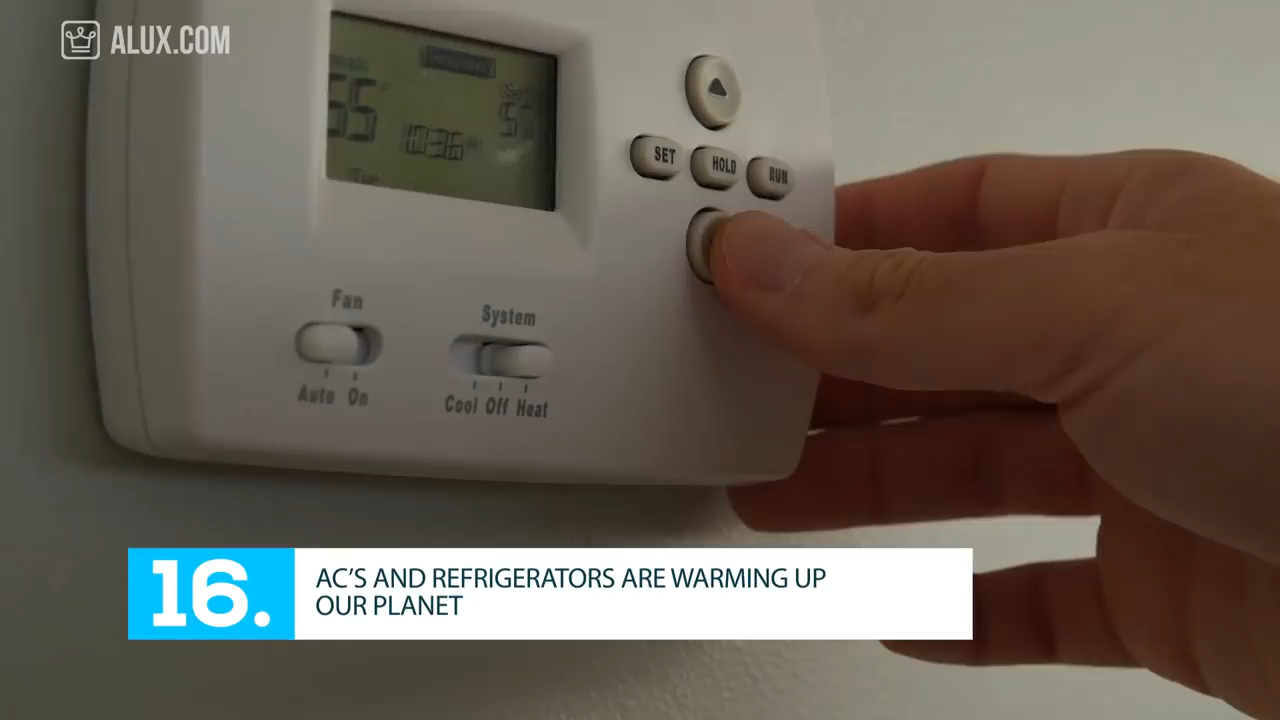 ALUX.COM
SET
HOLD
RUN
Fan
System
Auto On
Cool Off Heat
16.
AC'S AND REFRIGERATORS ARE WARMING UP
OUR PLANET